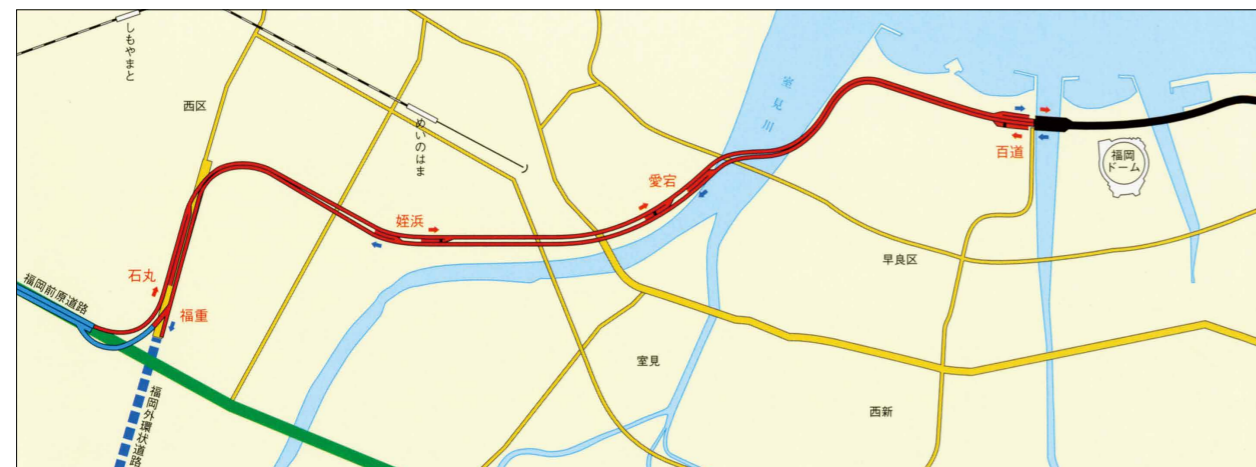 しもやまと
西区
めいのはま
室見川
百道
福岡
ドーム
愛宕
姪浜
早良区
石丸
福岡前原道路
福重
室見
福岡外環状道路
西新